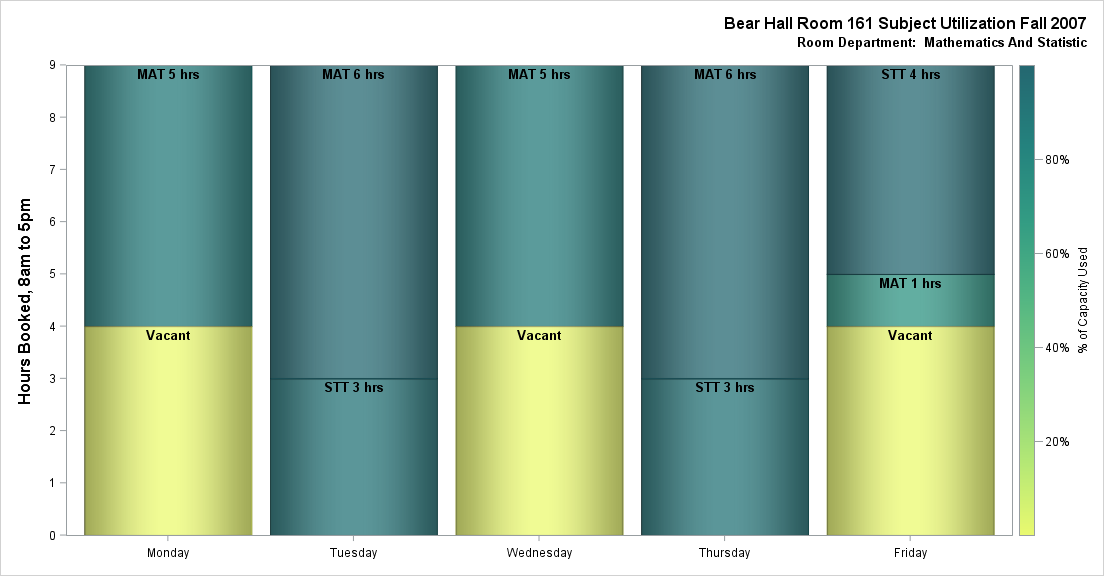 Bear Hall Room 161 Subject Utilization Fall 2007
Room Department:  Mathematics And Statistic
Hours Booked, 8am to 5pm
9
8
7
6
5
4
3
2
1
0
MAT 5 hrs
Vacant
MAT 6 hrs
STT 3 hrs
MAT 5 hrs
Vacant
MAT 6 hrs
STT 3 hrs
STT 4 hrs
MAT 1 hrs
Vacant
Monday
Tuesday
Wednesday
Thursday
Friday
80%
60%
40%
20%
% of Capacity Used